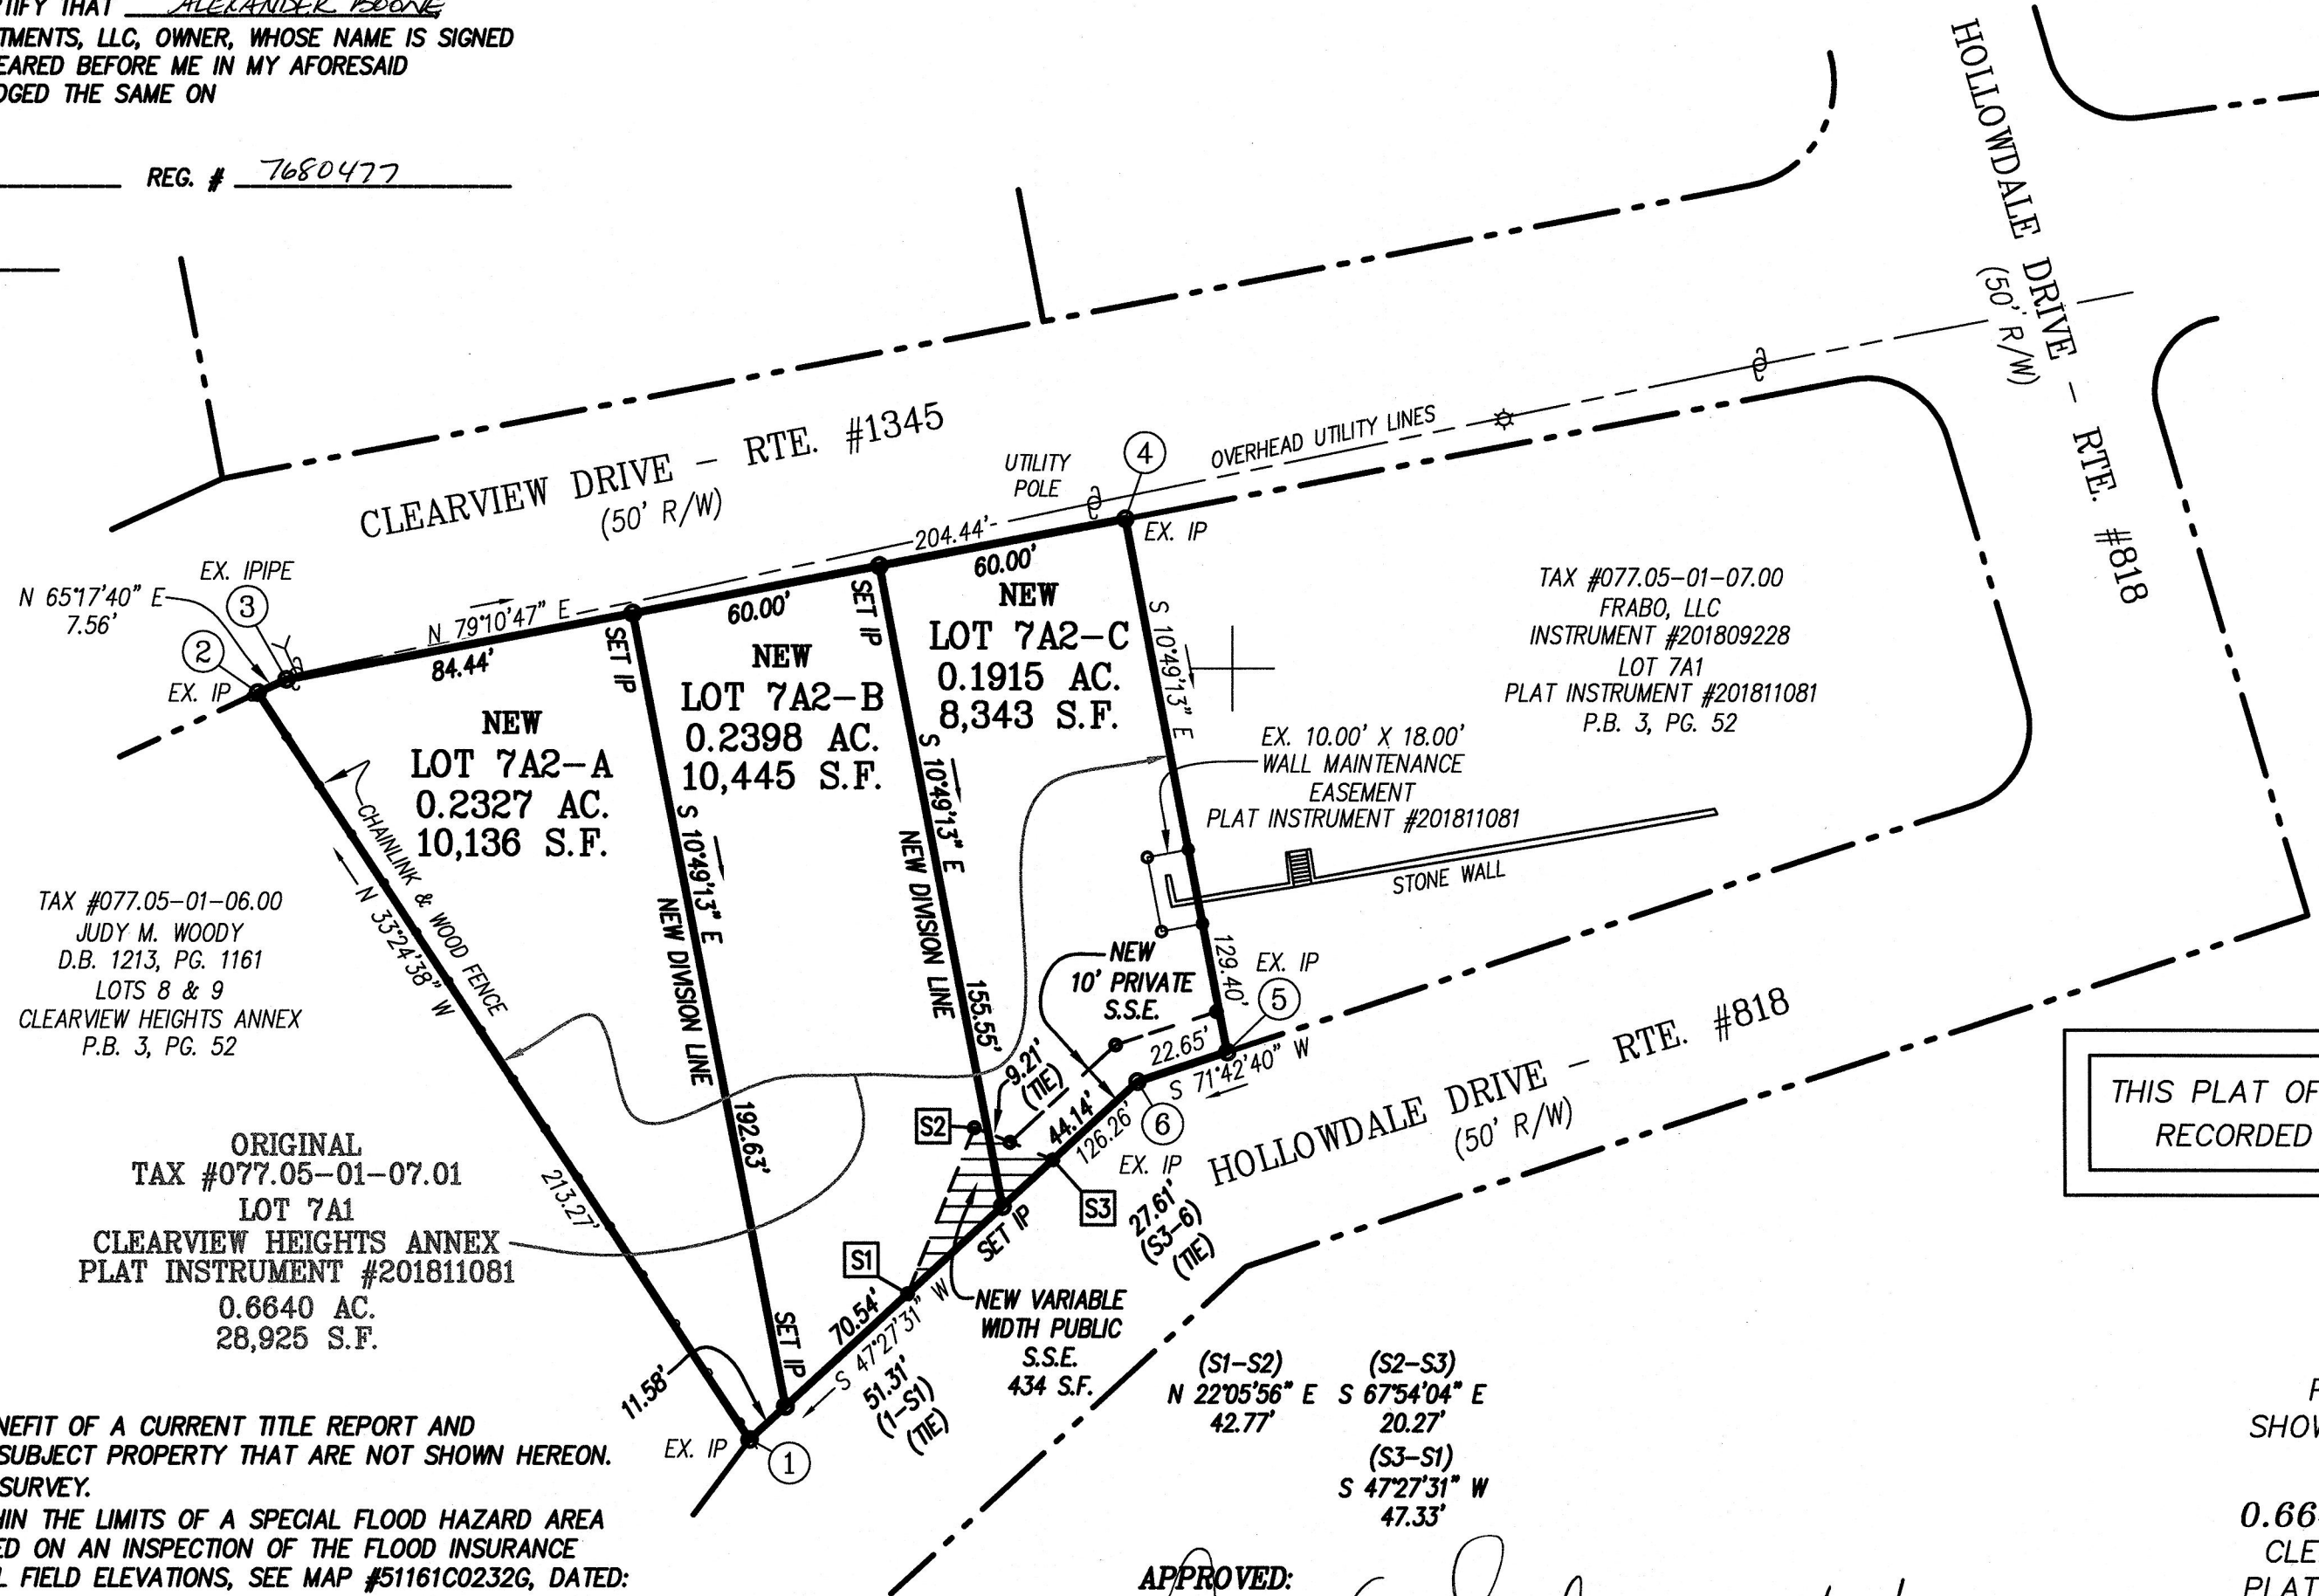 TIFY THAT ALEXANDER BOONE
TMENTS, LLC, OWNER, WHOSE NAME IS SIGNED
EARED BEFORE ME IN MY AFORESAID
DGED THE SAME ON
REG. # 7680477
HOLLOWDALE DRIVE - RTE. #818
(50' R/W)
CLEARVIEW DRIVE - RTE. #1345
(50' R/W)
UTILITY
POLE
4
OVERHEAD UTILITY LINES
EX. IP
204.44'
60.00'
60.00'
84.44'
N 79°10'47" E
EX. IPIPE
3
N 65°17'40" E
7.56'
2
EX. IP
SET IP
SET IP
NEW
LOT 7A2-A
0.2327 AC.
10,136 S.F.
NEW
LOT 7A2-B
0.2398 AC.
10,445 S.F.
NEW
LOT 7A2-C
0.1915 AC.
8,343 S.F.
S 10°49'13" E
S 10°49'13" E
S 10°49'13" E
TAX #077.05-01-07.00
FRABO, LLC
INSTRUMENT #201809228
LOT 7A1
PLAT INSTRUMENT #201811081
P.B. 3, PG. 52
EX. 10.00' X 18.00'
WALL MAINTENANCE
EASEMENT
PLAT INSTRUMENT #201811081
STONE WALL
CHAINLINK & WOOD FENCE
N 33°24'38" W
213.27'
NEW DIVISION LINE
192.63'
NEW DIVISION LINE
155.55'
129.40'
TAX #077.05-01-06.00
JUDY M. WOODY
D.B. 1213, PG. 1161
LOTS 8 & 9
CLEARVIEW HEIGHTS ANNEX
P.B. 3, PG. 52
NEW
10' PRIVATE
S.S.E.
EX. IP
5
22.65'
S 71°42'40" W
9.21'
(TIE)
44.14'
126.26'
6
EX. IP
S2
S3
S1
27.61'
(S3-6)
(TIE)
HOLLOWDALE DRIVE - RTE. #818
(50' R/W)
THIS PLAT OF
RECORDED
ORIGINAL
TAX #077.05-01-07.01
LOT 7A1
CLEARVIEW HEIGHTS ANNEX
PLAT INSTRUMENT #201811081
0.6640 AC.
28,925 S.F.
SET IP
SET IP
70.54'
S 47°27'31" W
51.31'
(1-S1)
(TIE)
11.58'
EX. IP
1
NEW VARIABLE
WIDTH PUBLIC
S.S.E.
434 S.F.
(S1-S2)
N 22°05'56" E
42.77'
(S2-S3)
S 67°54'04" E
20.27'
(S3-S1)
S 47°27'31" W
47.33'
NEFIT OF A CURRENT TITLE REPORT AND
SUBJECT PROPERTY THAT ARE NOT SHOWN HEREON.
SURVEY.
HIN THE LIMITS OF A SPECIAL FLOOD HAZARD AREA
ED ON AN INSPECTION OF THE FLOOD INSURANCE
L FIELD ELEVATIONS, SEE MAP #51161C0232G, DATED:
APPROVED:
SHOW
0.66
CLE
PLAT